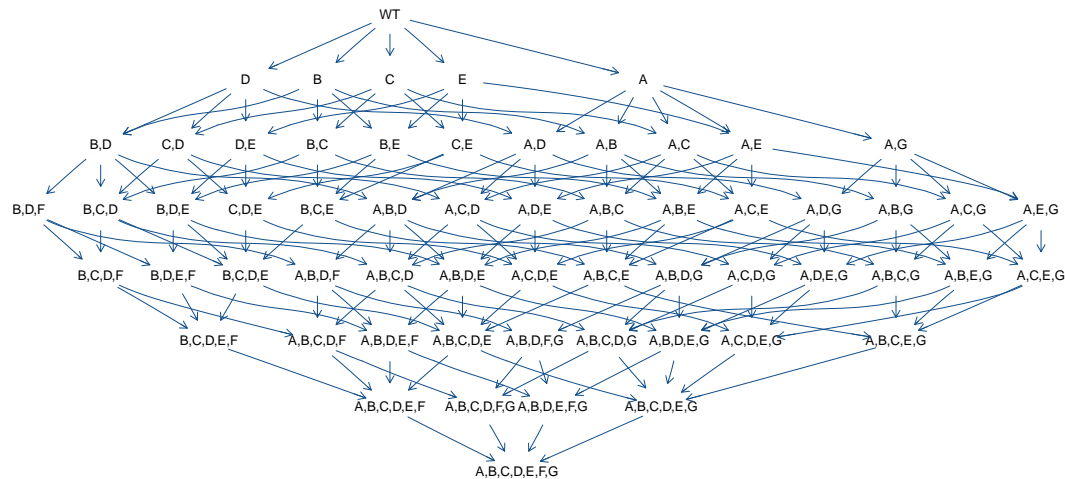 WT
D B C E A
B,D C,D D,E B,C B,E C,E A,D A,B A,C A,E A,G
B,D,F B,C,D B,D,E C,D,E B,C,E A,B,D A,C,D A,D,E A,B,C A,B,E A,C,E A,D,G A,B,G A,C,G A,E,G
B,C,D,F B,D,E,F B,C,D,E A,B,D,F A,B,C,D A,B,D,E A,C,D,E A,B,C,E A,B,D,G A,C,D,G A,D,E,G A,B,C,G A,B,E,G A,C,E,G
B,C,D,E,F A,B,C,D,F A,B,D,E,F A,B,C,D,E A,B,D,F,G A,B,C,D,G A,B,D,E,G A,C,D,E,G A,B,C,E,G
A,B,C,D,E,F A,B,C,D,F,G A,B,D,E,F,G A,B,C,D,E,G
A,B,C,D,E,F,G